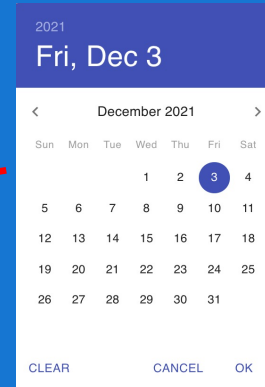 2021
Fri, Dec 3
December 2021
Sun Mon Tue Wed Thu Fri Sat
1 2 3 4
5 6 7 8 9 10 11
12 13 14 15 16 17 18
19 20 21 22 23 24 25
26 27 28 29 30 31
CLEAR CANCEL OK